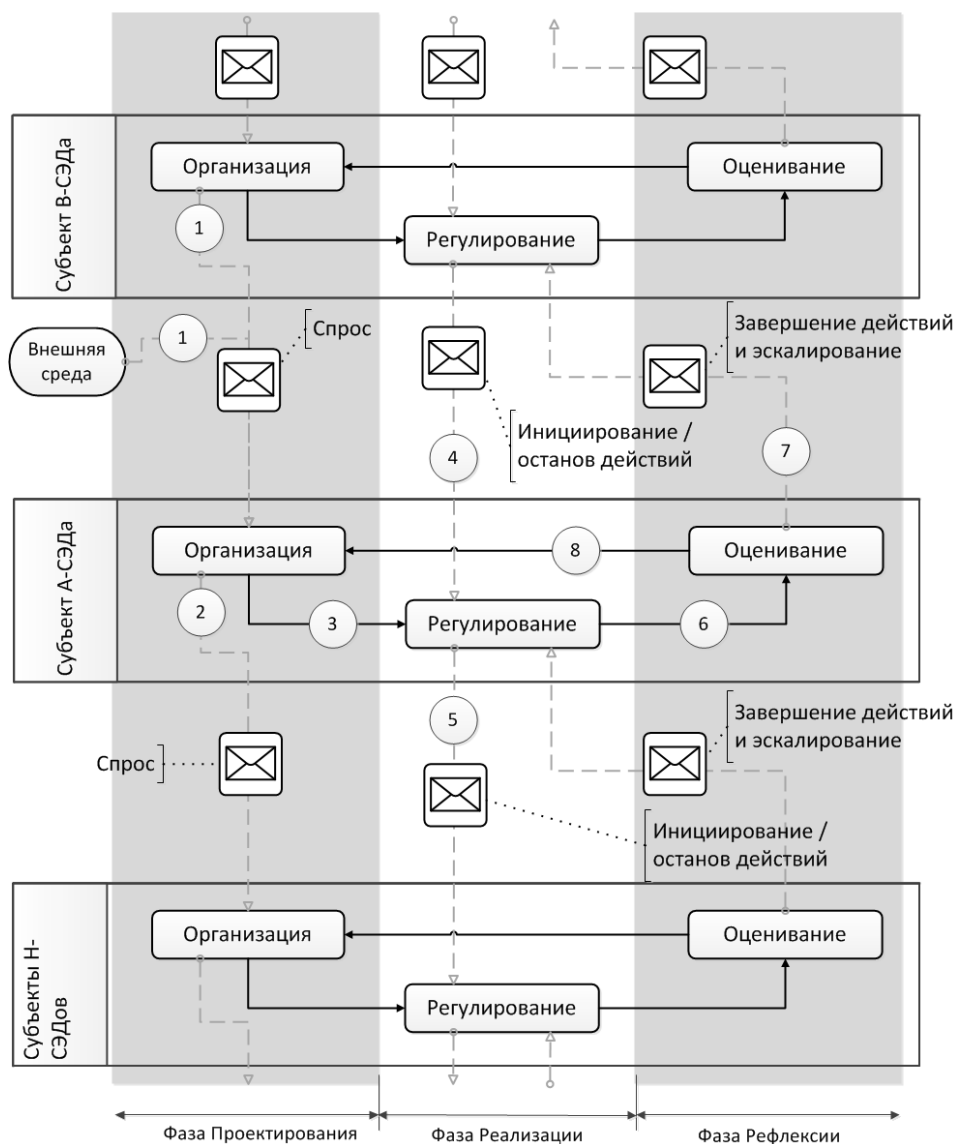 Субъект В-СЭДа
Организация
Оценивание
1
Регулирование
Внешняя
среда
1
Спрос
Завершение действий
и эскалирование
Инициирование /
останов действий
4
7
Субъект А-СЭДа
Организация
8
Оценивание
2
3
Регулирование
6
5
Спрос
Завершение действий
и эскалирование
Инициирование /
останов действий
Субъекты Н-
СЭДов
Организация
Оценивание
Регулирование
Фаза Проектирования
Фаза Реализации
Фаза Рефлексии